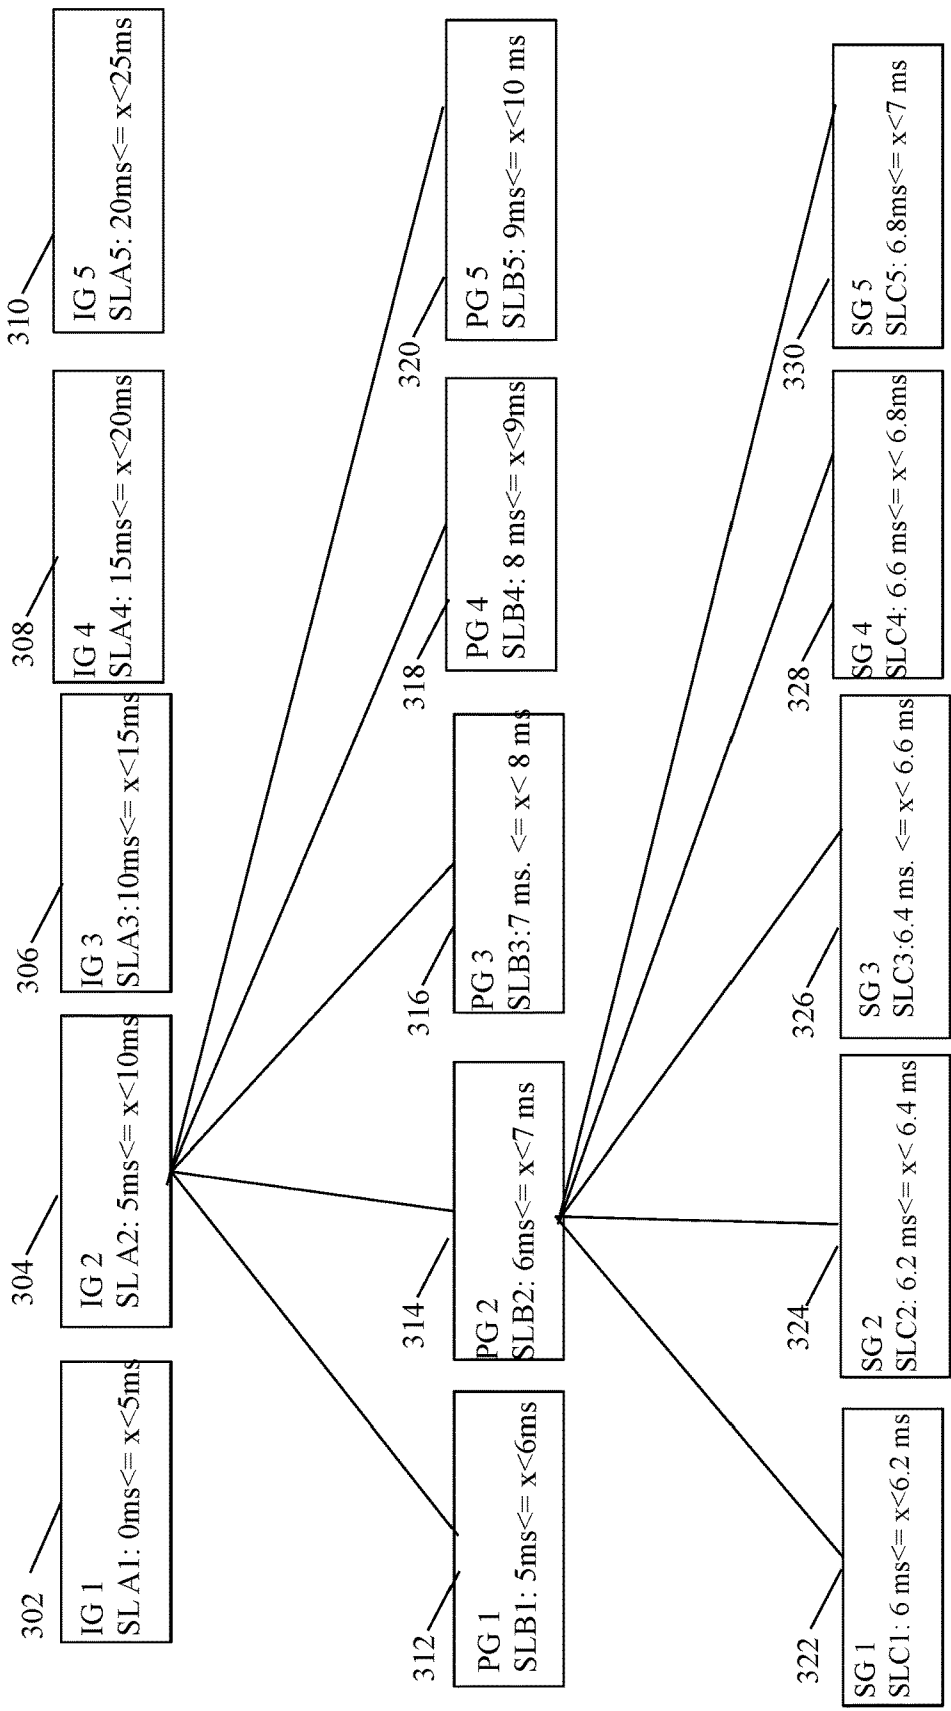 302
IG 1
SL A1: 0ms<= x<5ms
304
IG 2
SL A2: 5ms<= x<10ms
306
IG 3
SLA3:10ms<= x<15ms
308
IG 4
SLA4: 15ms<= x<20ms
310
IG 5
SLA5: 20ms<= x<25ms
312
PG 1
SLB1: 5ms<= x<6ms
314
PG 2
SLB2: 6ms<= x<7 ms
316
PG 3
SLB3:7 ms. <= x< 8 ms
318
PG 4
SLB4: 8 ms<= x<9ms
320
PG 5
SLB5: 9ms<= x<10 ms
322
SG 1
SLC1: 6 ms<= x<6.2 ms
324
SG 2
SLC2: 6.2 ms<= x< 6.4 ms
326
SG 3
SLC3:6.4 ms. <= x< 6.6 ms
328
SG 4
SLC4: 6.6 ms<= x< 6.8ms
330
SG 5
SLC5: 6.8ms<= x<7 ms